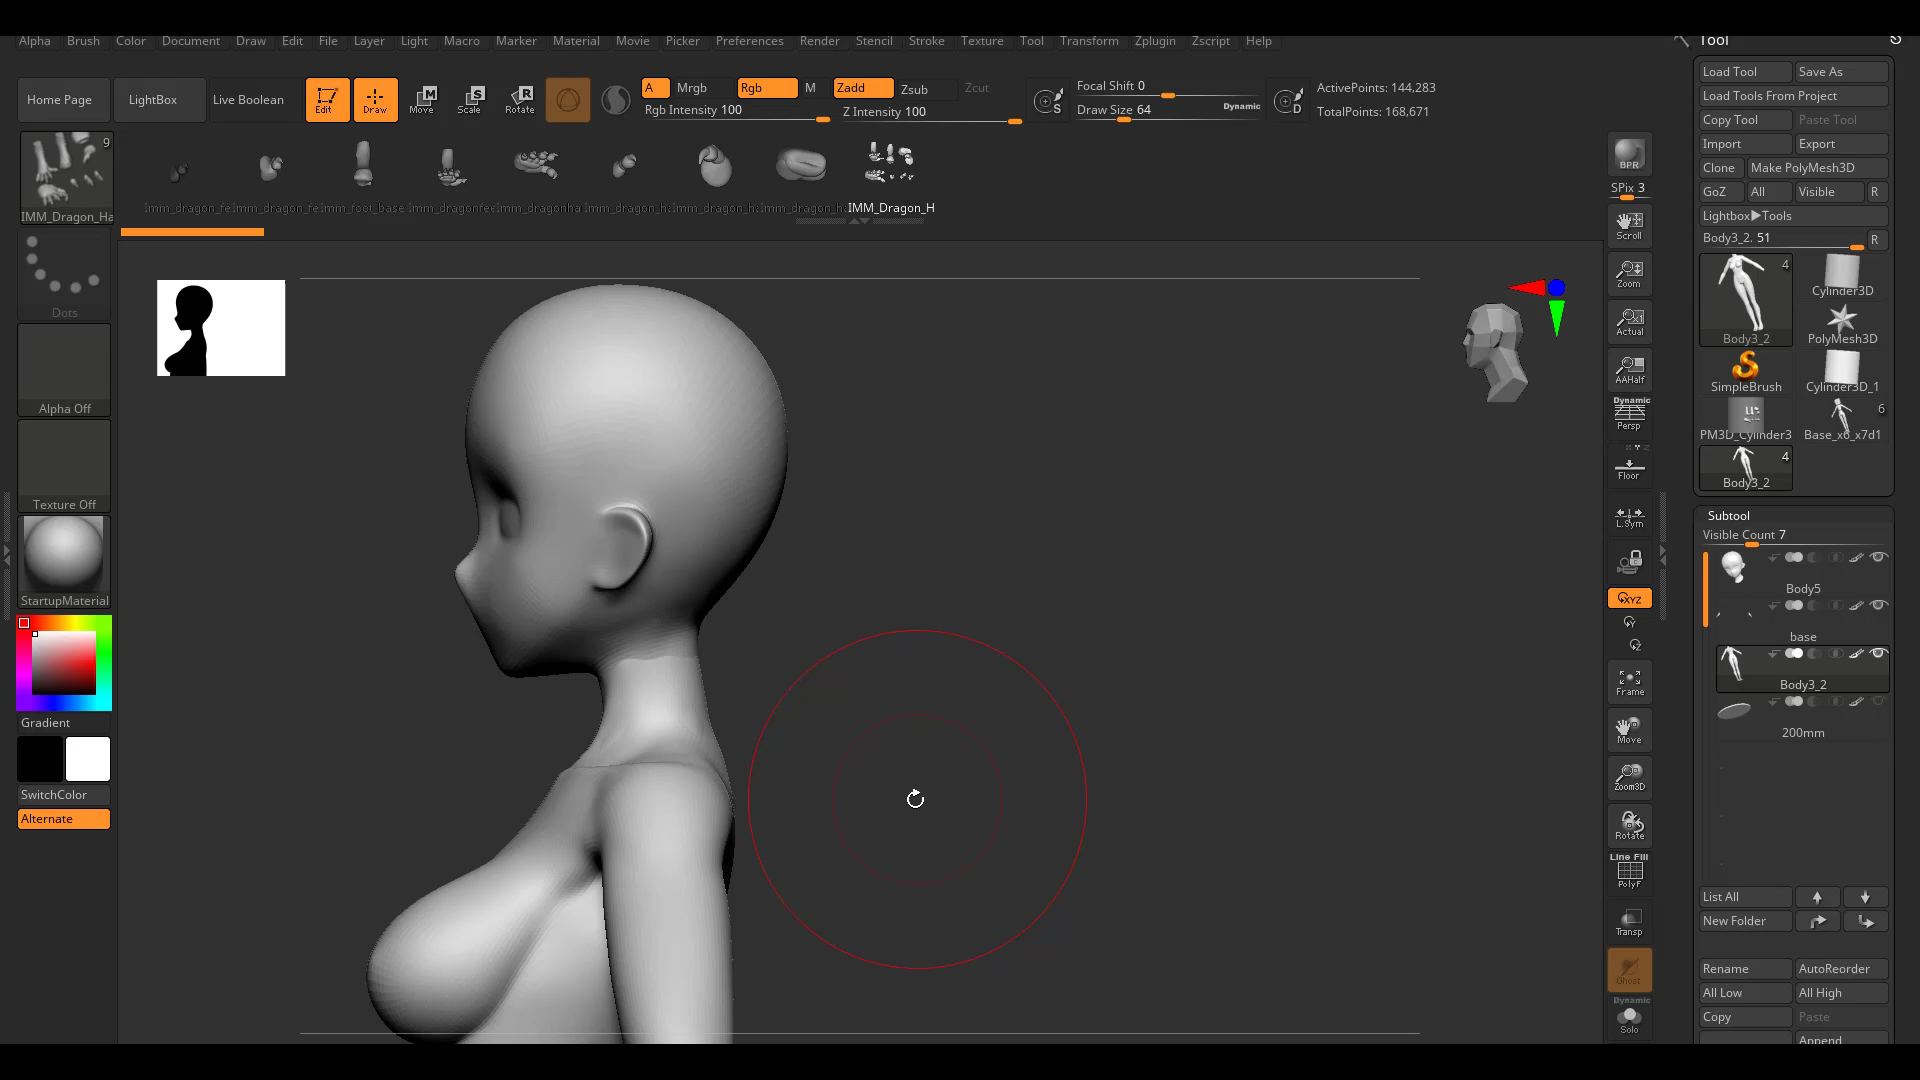 Alpha Brush Color Document Draw Edit File Layer Light Macro Marker Material Movie Picker Preferences Render Stencil Stroke Texture Tool Transform Zplugin Zscript Help
Tool
Home Page LightBox Live Boolean Edit Draw Move Scale Rotate
A Mrgb Rgb M Zadd Zsub Zcut
Rgb Intensity 100 Z Intensity 100
Focal Shift 0
Draw Size 64 Dynamic
ActivePoints: 144,283
TotalPoints: 168,671
9
IMM_Dragon_Ha
IMM_Dragon_H
Dots
Alpha Off
Texture Off
StartupMaterial
Gradient
SwitchColor
Alternate
BPR
SPix 3
Scroll
Zoom
Actual
AAHalf
Dynamic
Persp
Floor
L.Sym
XYZ
Y
Z
Frame
Move
Zoom3D
Rotate
Line Fill
PolyF
Transp
Ghost
Dynamic
Solo
Load Tool Save As
Load Tools From Project
Copy Tool Paste Tool
Import Export
Clone Make PolyMesh3D
GoZ All Visible R
Lightbox▶Tools
Body3_2. 51 R
4
Body3_2 Cylinder3D
PolyMesh3D
SimpleBrush Cylinder3D_1
6
PM3D_Cylinder3 Base_x6_x7d1
4
Body3_2
Subtool
Visible Count 7
Body5
base
Body3_2
200mm
List All
New Folder
Rename AutoReorder
All Low All High
Copy Paste
Append